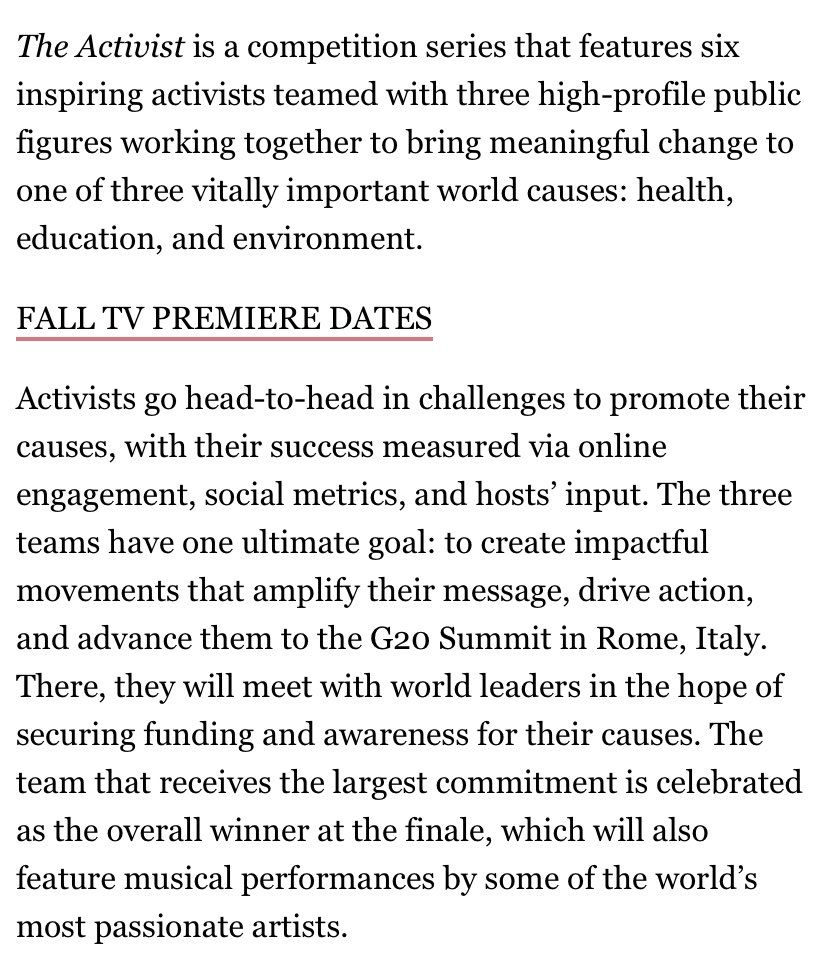 The Activist is a competition series that features six
inspiring activists teamed with three high-profile public
figures working together to bring meaningful change to
one of three vitally important world causes: health,
education, and environment.
FALL TV PREMIERE DATES
Activists go head-to-head in challenges to promote their
causes, with their success measured via online
engagement, social metrics, and hosts’ input. The three
teams have one ultimate goal: to create impactful
movements that amplify their message, drive action,
and advance them to the G20 Summit in Rome, Italy.
There, they will meet with world leaders in the hope of
securing funding and awareness for their causes. The
team that receives the largest commitment is celebrated
as the overall winner at the finale, which will also
feature musical performances by some of the world’s
most passionate artists.